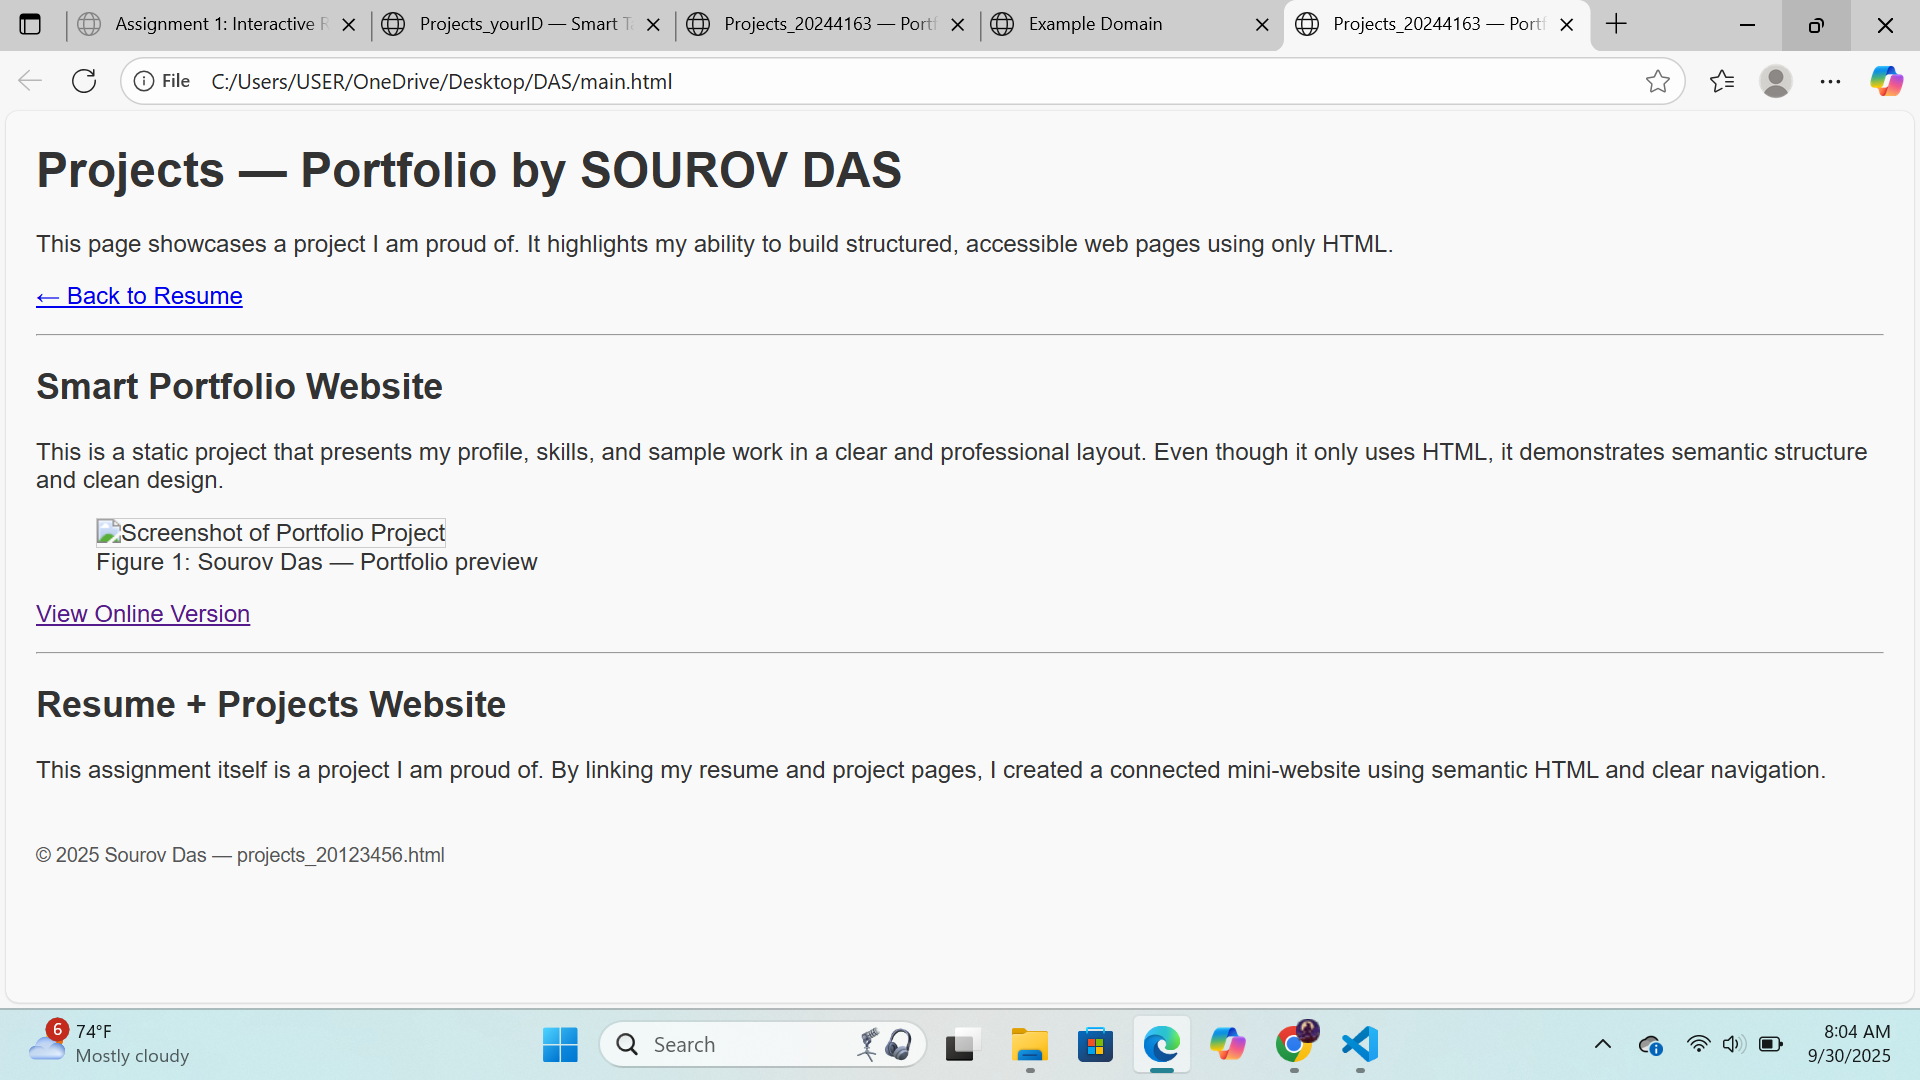 Assignment 1: Interactive R
Projects_yourID — Smart Ta
Projects_20244163 — Portf
Example Domain
Projects_20244163 — Portf
File C:/Users/USER/OneDrive/Desktop/DAS/main.html
Projects — Portfolio by SOUROV DAS
This page showcases a project I am proud of. It highlights my ability to build structured, accessible web pages using only HTML.
← Back to Resume
Smart Portfolio Website
This is a static project that presents my profile, skills, and sample work in a clear and professional layout. Even though it only uses HTML, it demonstrates semantic structure
and clean design.
Screenshot of Portfolio Project
Figure 1: Sourov Das — Portfolio preview
View Online Version
Resume + Projects Website
This assignment itself is a project I am proud of. By linking my resume and project pages, I created a connected mini-website using semantic HTML and clear navigation.
© 2025 Sourov Das — projects_20123456.html
6
74°F
Mostly cloudy
Search
8:04 AM
9/30/2025